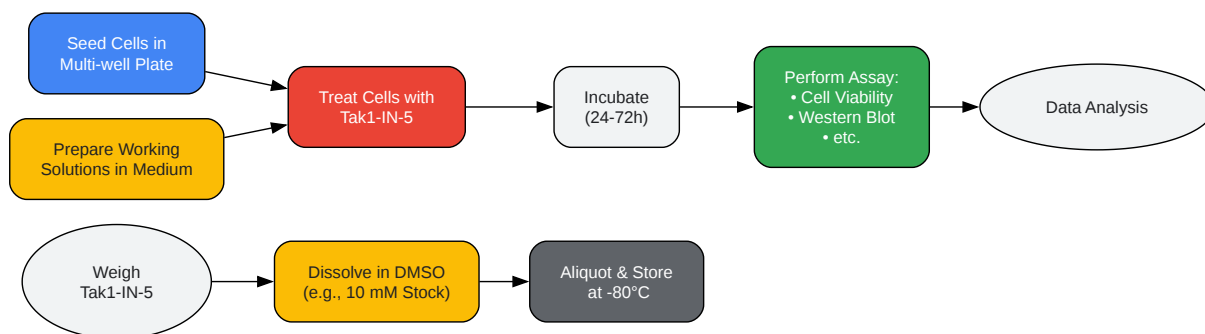 Seed Cells in
Multi-well Plate
Prepare Working
Solutions in Medium
Treat Cells with
Tak1-IN-5
Incubate
(24-72h)
Perform Assay:
• Cell Viability
• Western Blot
• etc.
Data Analysis
Weigh
Tak1-IN-5
Dissolve in DMSO
(e.g., 10 mM Stock)
Aliquot & Store
at -80°C